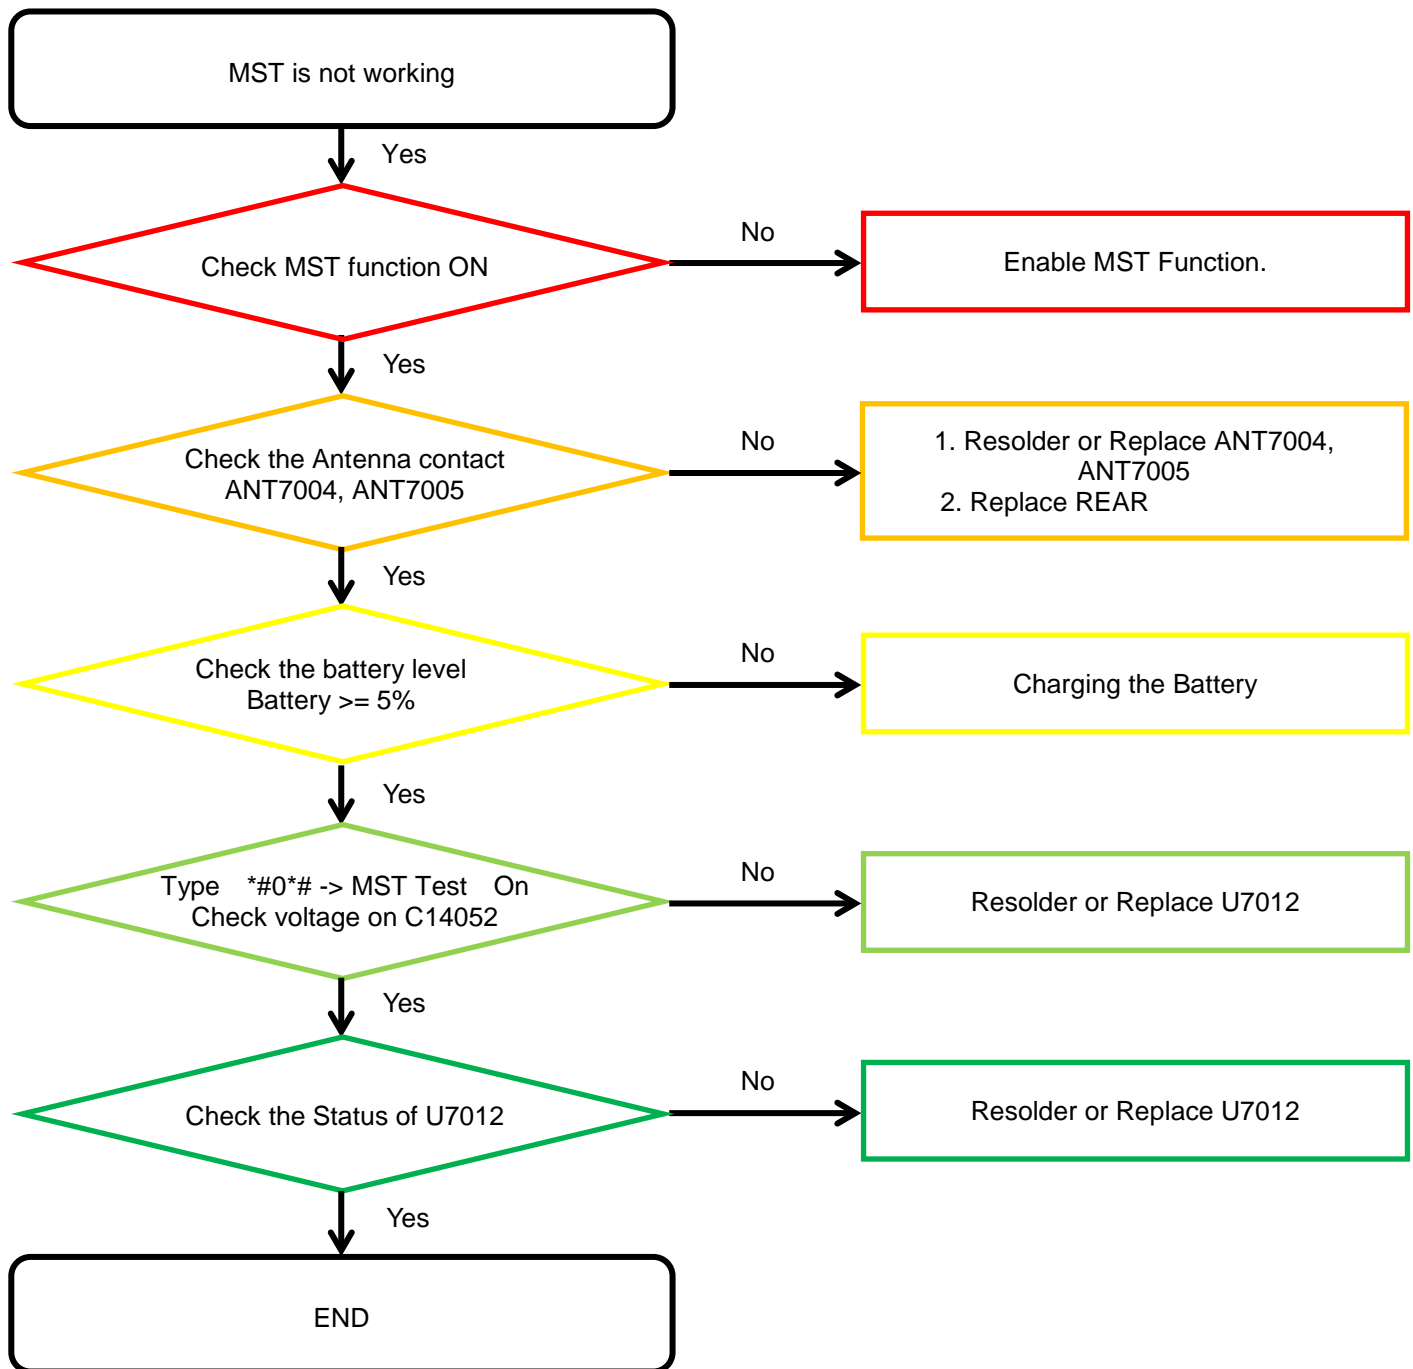 MST is not working
Yes
Check MST function ON
No
Enable MST Function.
Yes
Check the Antenna contact
ANT7004, ANT7005
No
1. Resolder or Replace ANT7004,
ANT7005
2. Replace REAR
Yes
Check the battery level
Battery >= 5%
No
Charging the Battery
Yes
Type *#0*# -> MST Test On
Check voltage on C14052
No
Resolder or Replace U7012
Yes
Check the Status of U7012
No
Resolder or Replace U7012
Yes
END